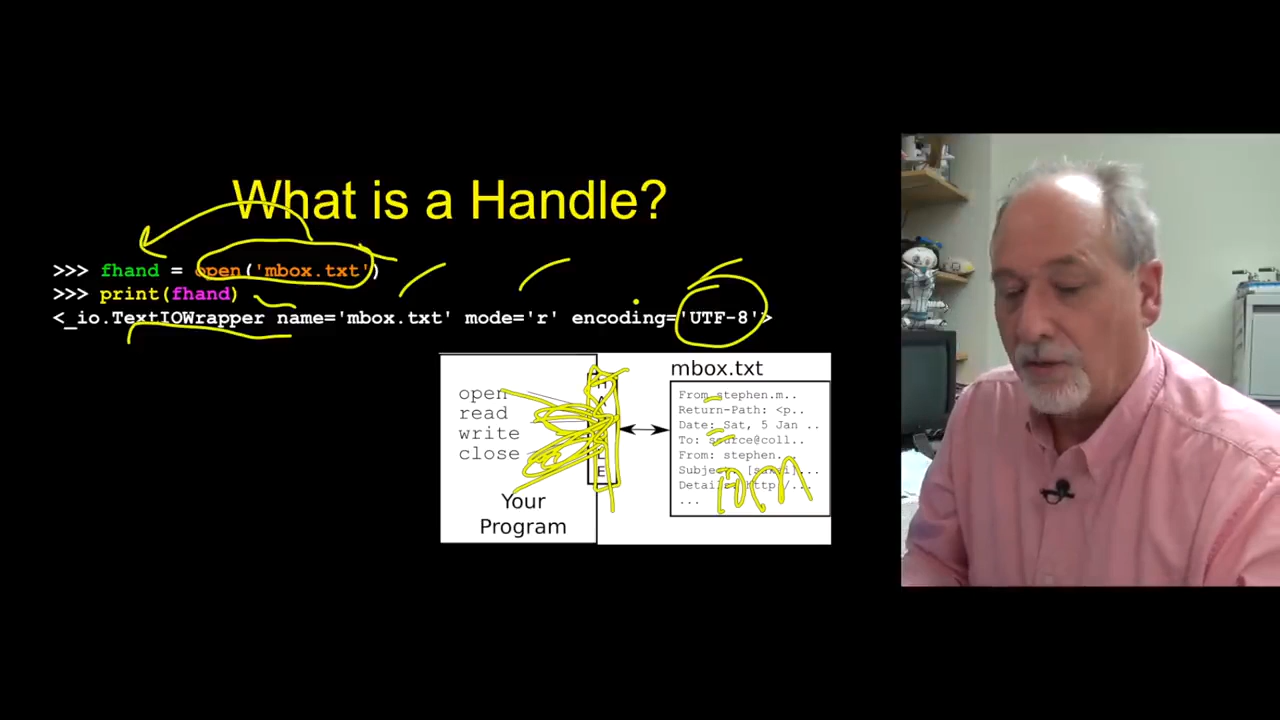 What is a Handle?
>>> fhand = open('mbox.txt')
>>> print(fhand)
<_io.TextIOWrapper name='mbox.txt' mode='r' encoding='UTF-8'>
open
read
write
close
Your
Program
HANDLE
mbox.txt
From stephen.m..
Return-Path: <p..
Date: Sat, 5 Jan ..
To: source@coll..
From: stephen.
Subject: [sakai]...
Details: http:/...
...